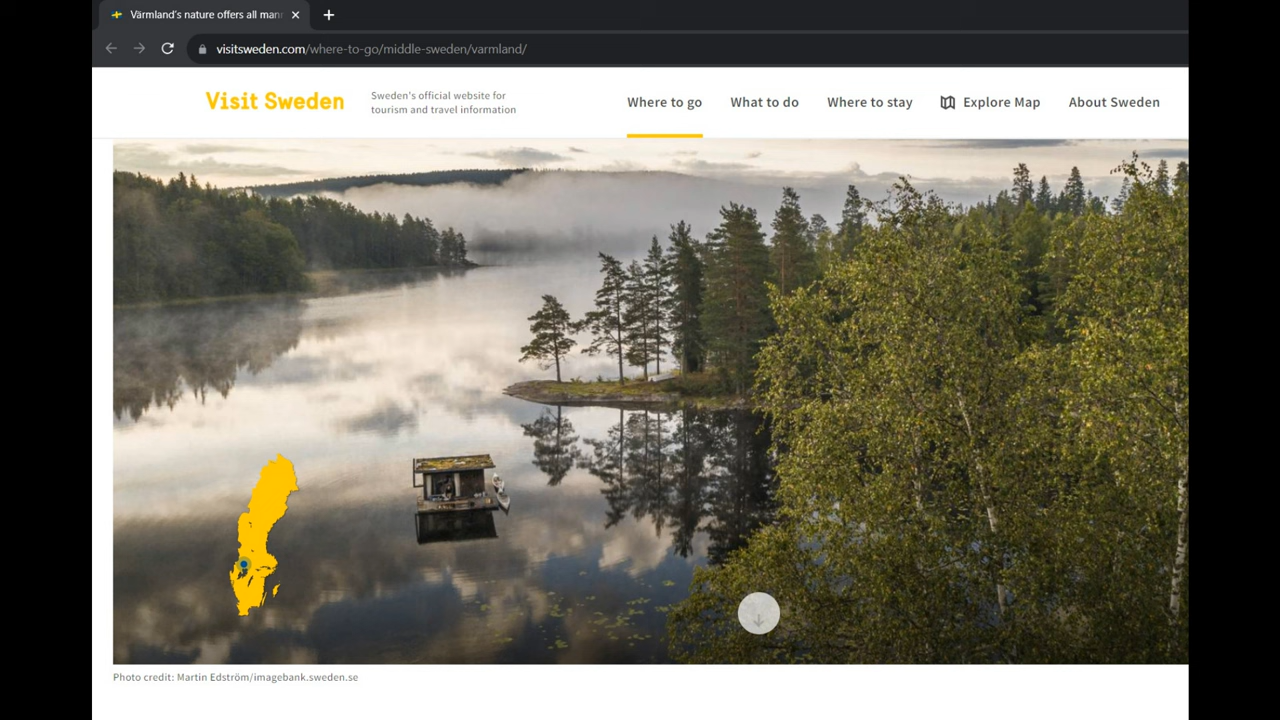 Värmland's nature offers all man
visitsweden.com/where-to-go/middle-sweden/varmland/
Visit Sweden
Sweden's official website for
tourism and travel information
Where to go
What to do
Where to stay
Explore Map
About Sweden
Photo credit: Martin Edström/imagebank.sweden.se